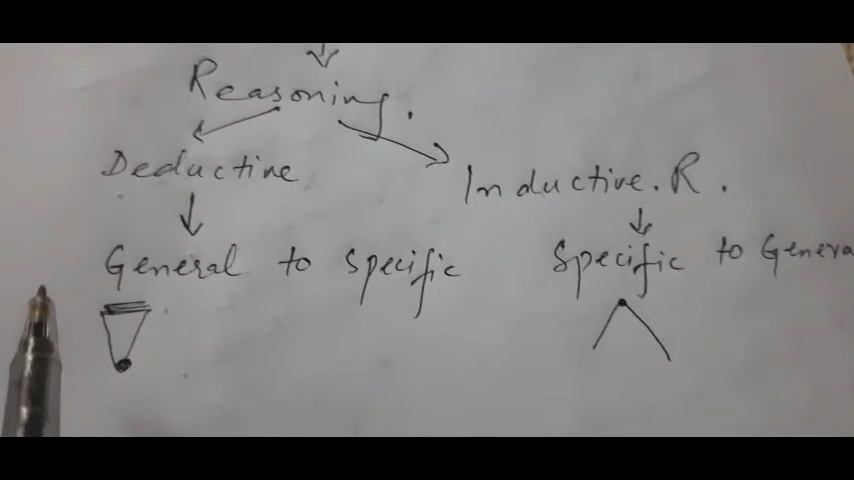 Reasoning.
Deductive
Inductive. R.
General to specific
Specific to Genera